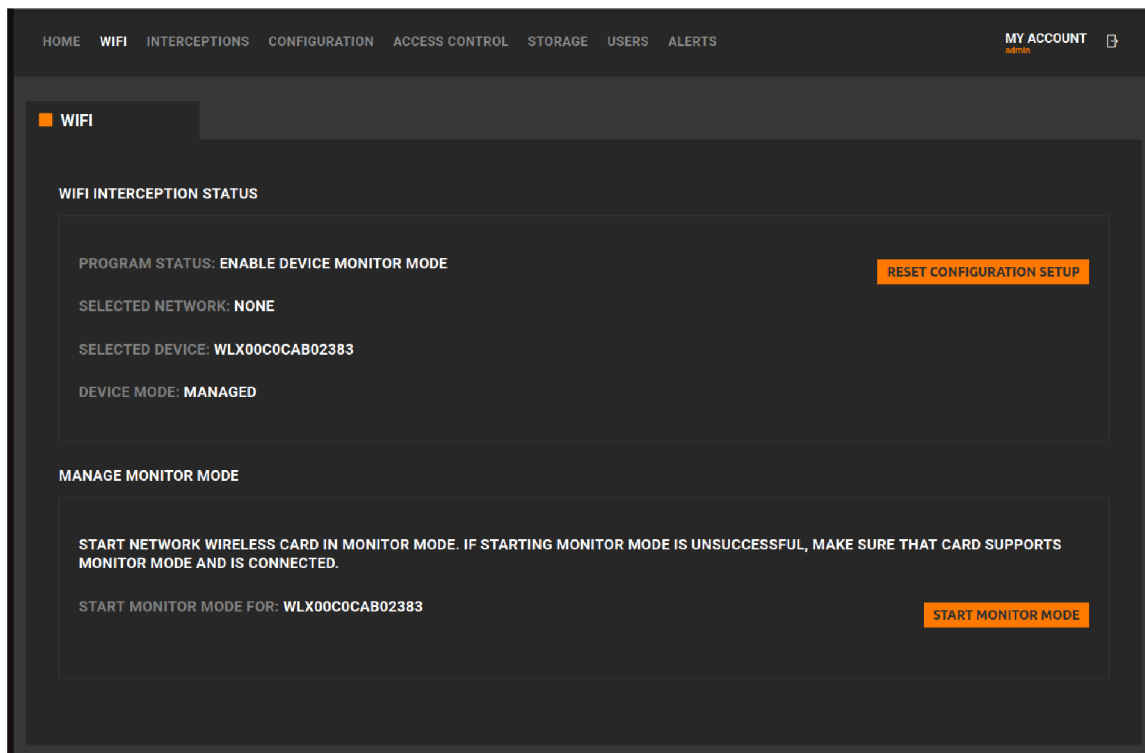 HOME WIFI INTERCEPTIONS CONFIGURATION ACCESS CONTROL STORAGE USERS ALERTS MY ACCOUNT
admin
WIFI
WIFI INTERCEPTION STATUS
PROGRAM STATUS: ENABLE DEVICE MONITOR MODE
RESET CONFIGURATION SETUP
SELECTED NETWORK: NONE
SELECTED DEVICE: WLX00C0CAB02383
DEVICE MODE: MANAGED
MANAGE MONITOR MODE
START NETWORK WIRELESS CARD IN MONITOR MODE. IF STARTING MONITOR MODE IS UNSUCCESSFUL, MAKE SURE THAT CARD SUPPORTS
MONITOR MODE AND IS CONNECTED.
START MONITOR MODE FOR: WLX00C0CAB02383
START MONITOR MODE